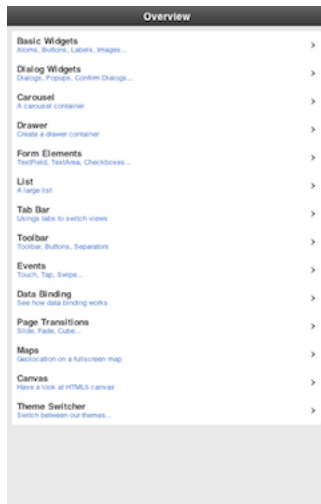 Overview
Basic Widgets
Atoms, Buttons, Labels, Images...
Dialog Widgets
Dialogs, Popups, Confirm Dialogs...
Carousel
A carousel container
Drawer
Create a drawer container
Form Elements
TextField, TextArea, Checkboxes...
List
A large list
Tab Bar
Usings tabs to switch views
Toolbar
Toolbar, Buttons, Separators
Events
Touch, Tap, Swipe...
Data Binding
See how data binding works
Page Transitions
Slide, Fade, Cube...
Maps
Geolocation on a fullscreen map
Canvas
Have a look at HTML5 canvas
Theme Switcher
Switch between our themes...